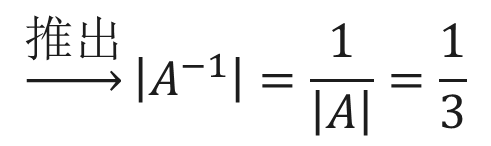 推出
⟶ |A⁻¹| = 1/|A| = 1/3